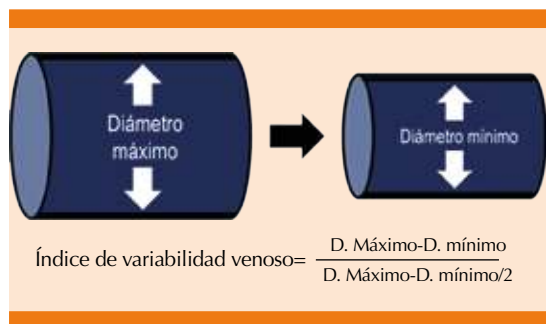 Diámetro
máximo
Diámetro mínimo
Índice de variabilidad venoso= D. Máximo-D. mínimo
D. Máximo-D. mínimo/2